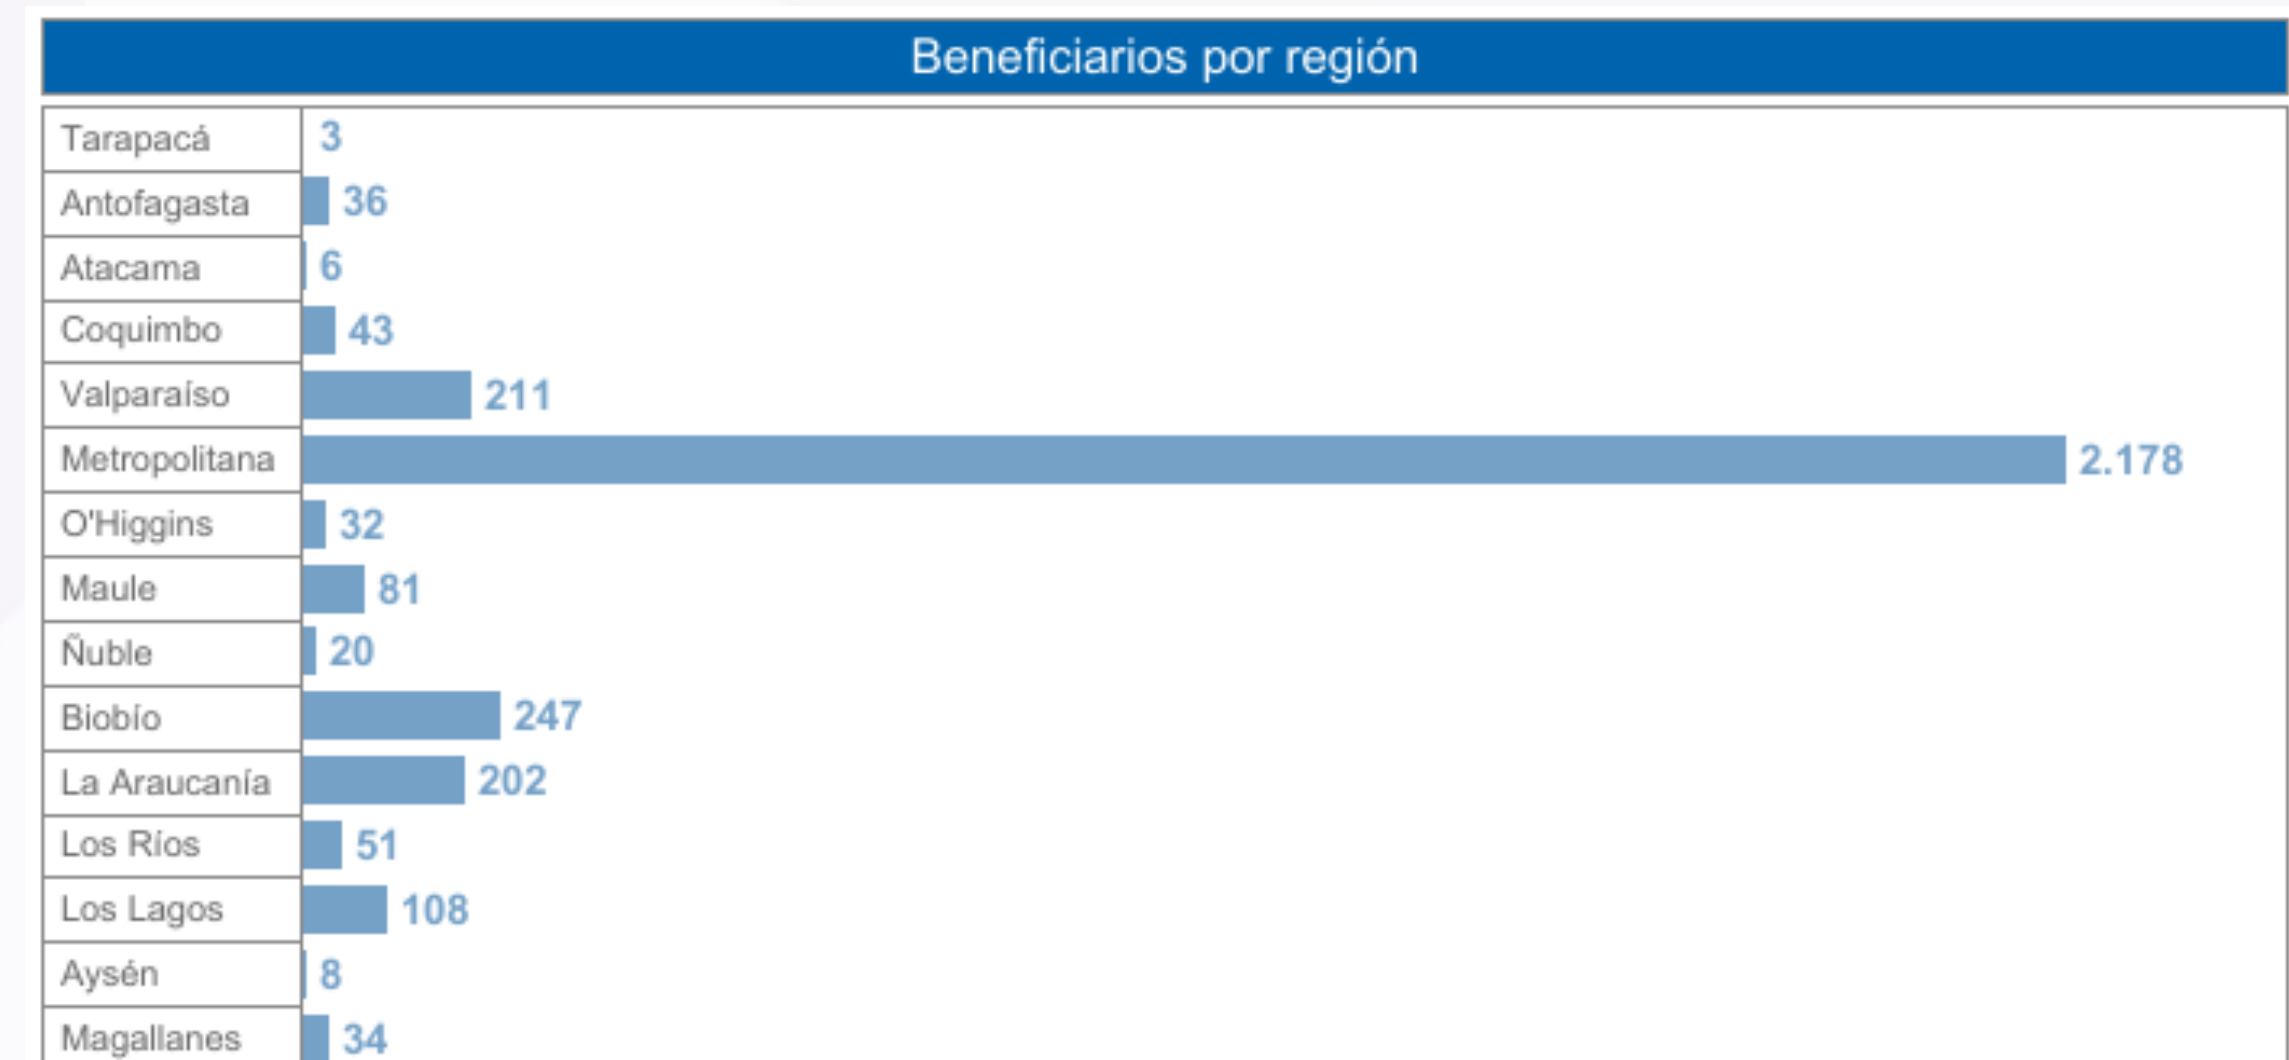 Beneficiarios por región
Tarapacá 3
Antofagasta 36
Atacama 6
Coquimbo 43
Valparaíso 211
Metropolitana 2.178
O'Higgins 32
Maule 81
Ñuble 20
Biobío 247
La Araucanía 202
Los Ríos 51
Los Lagos 108
Aysén 8
Magallanes 34